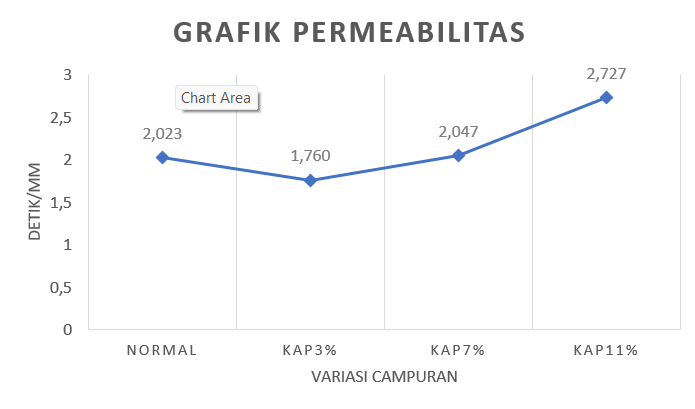 GRAFIK PERMEABILITAS
3
2,5
2
1,5
1
0,5
0
DETIK/MM
Chart Area
2,023
1,760
2,047
2,727
NORMAL
KAP3%
KAP7%
KAP11%
VARIASI CAMPURAN